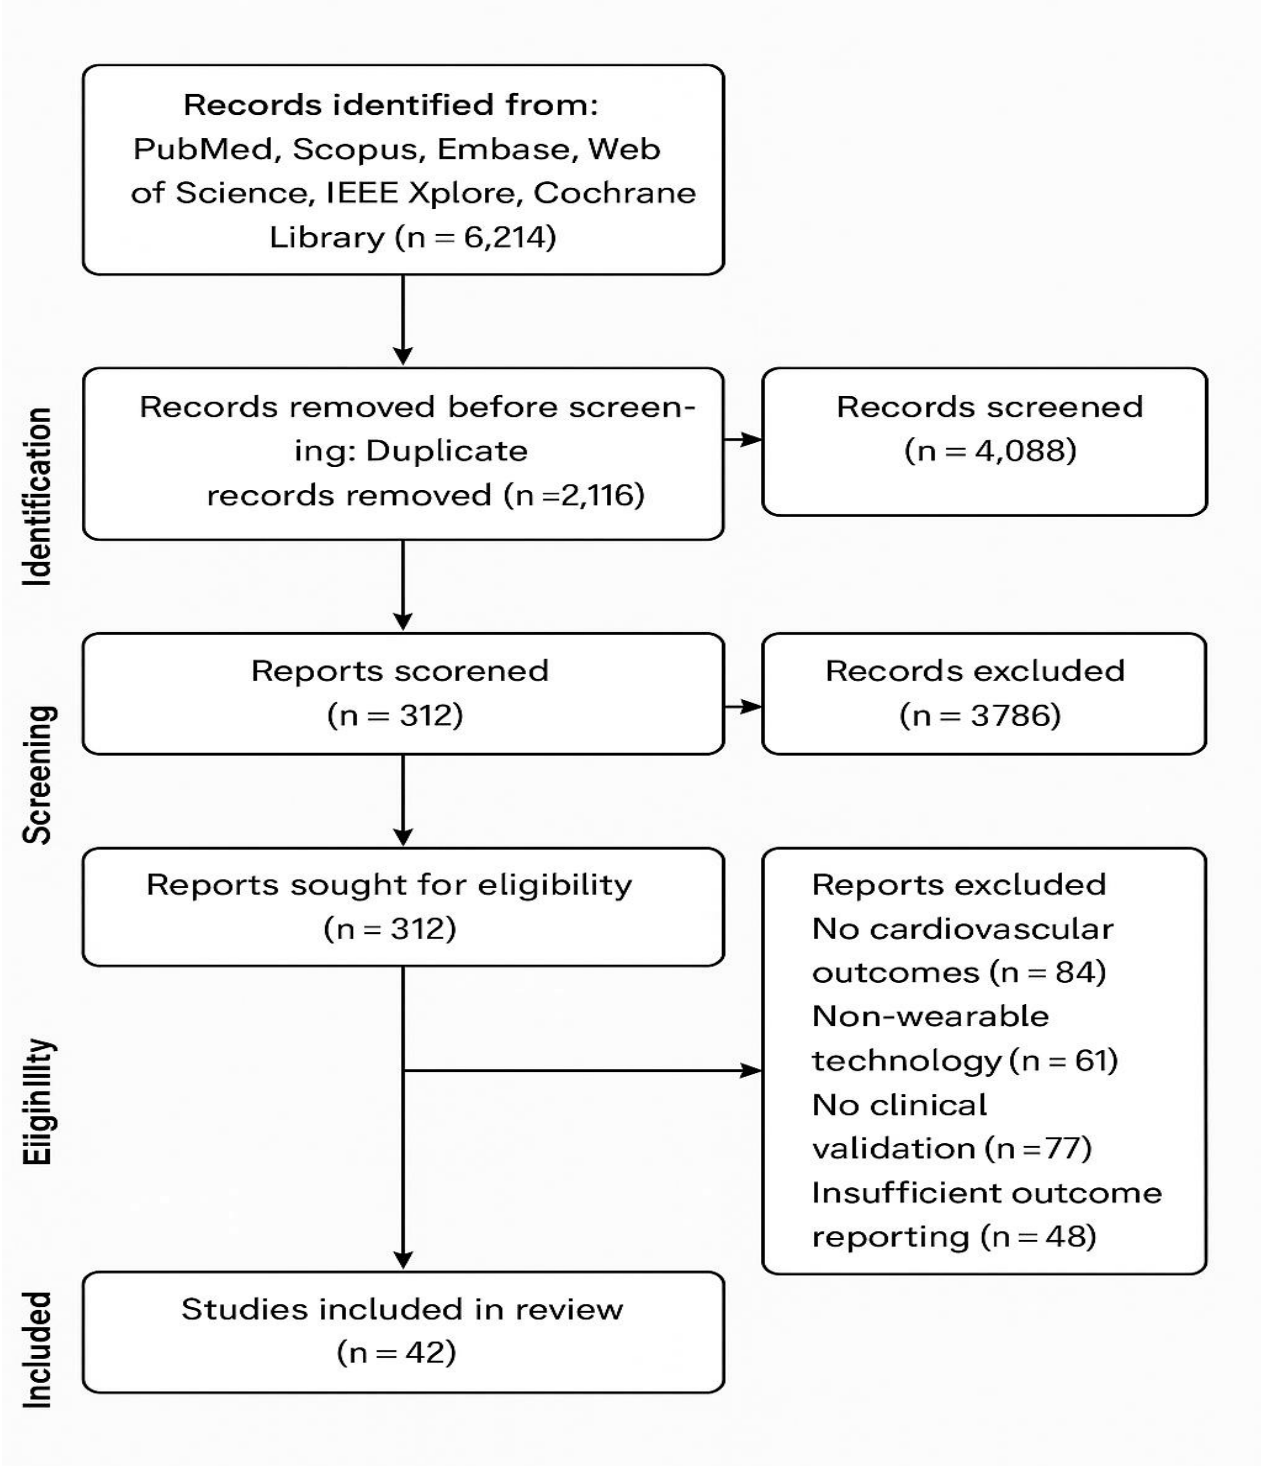 Records identified from:
PubMed, Scopus, Embase, Web
of Science, IEEE Xplore, Cochrane
Library (n = 6,214)
Identification
Records removed before screen-
ing: Duplicate
records removed (n =2,116)
Records screened
(n = 4,088)
Screening
Reports scorened
(n = 312)
Records excluded
(n = 3786)
Reports sought for eligibility
(n = 312)
Eiigihillty
Reports excluded
No cardiovascular
outcomes (n = 84)
Non-wearable
technology (n = 61)
No clinical
validation (n =77)
Insufficient outcome
reporting (n = 48)
Included
Studies included in review
(n = 42)